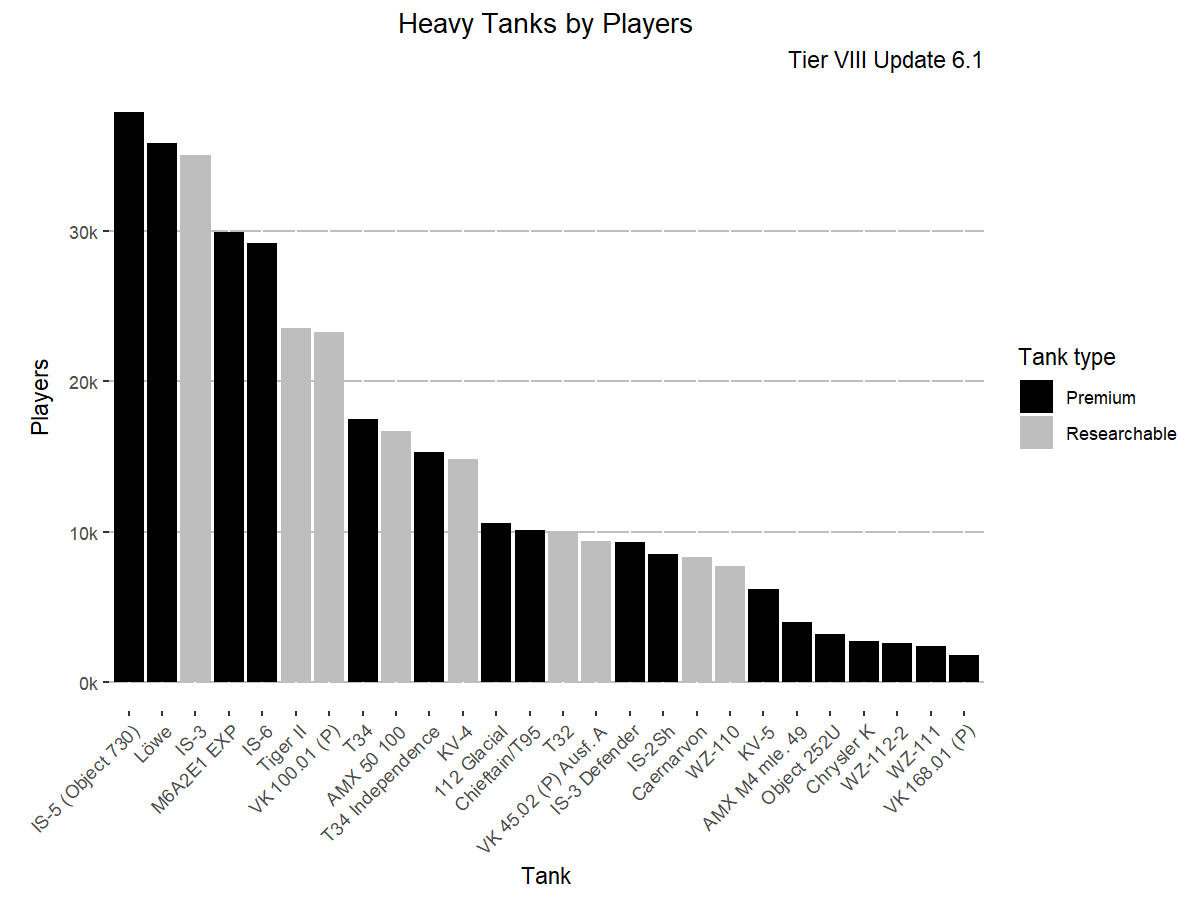 Heavy Tanks by Players
Tier VIII Update 6.1
Players
30k
20k
10k
0k
IS-5 (Object 730)
Löwe
IS-3
M6A2E1 EXP
IS-6
Tiger II
VK 100.01 (P)
T34
AMX 50 100
T34 Independence
KV-4
112 Glacial
Chieftain/T95
T32
VK 45.02 (P) Ausf. A
IS-3 Defender
IS-2Sh
Caernarvon
WZ-110
KV-5
AMX M4 mle. 49
Object 252U
Chrysler K
WZ-112-2
WZ-111
VK 168.01 (P)
Tank
Tank type
Premium
Researchable